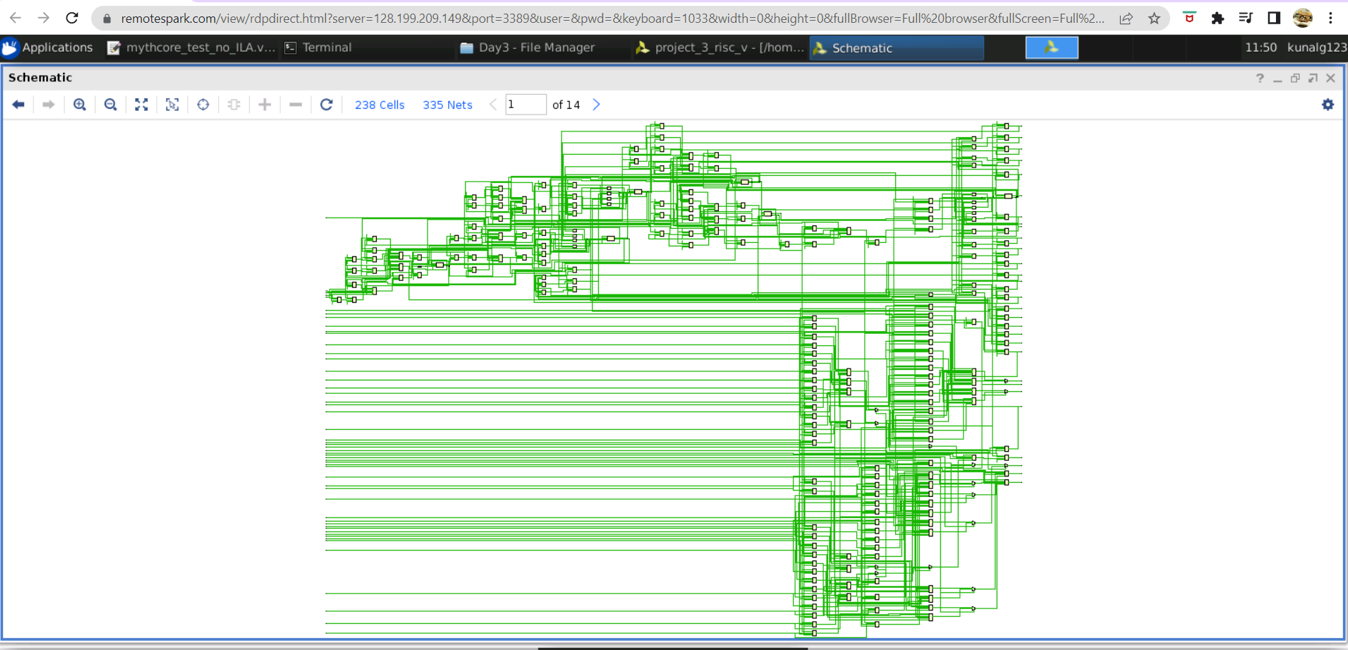 remotespark.com/view/rdpdirect.html?server=128.199.209.149&port=3389&user=&pwd=&keyboard=1033&width=0&height=0&fullBrowser=Full%20browser&fullScreen=Full%2...
Applications mythcore_test_no_ILA.v... Terminal Day3 - File Manager project_3_risc_v - [/hom... Schematic 11:50 kunalg123
Schematic ?
238 Cells 335 Nets 1 of 14